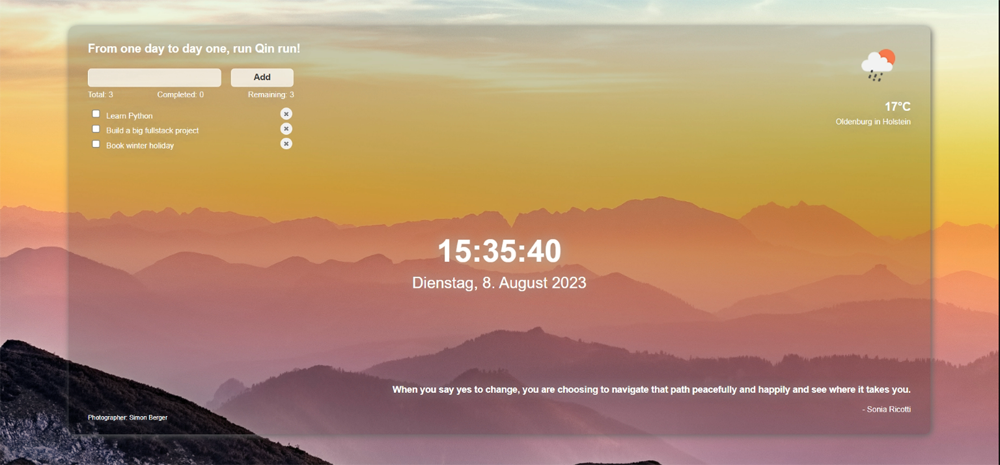 From one day to day one, run Qin run!
Add
Total: 3 Completed: 0 Remaining: 3
Learn Python
Build a big fullstack project
Book winter holiday
17°C
Oldenburg in Holstein
15:35:40
Dienstag, 8. August 2023
When you say yes to change, you are choosing to navigate that path peacefully and happily and see where it takes you.
- Sonia Ricotti
Photographer: Simon Berger